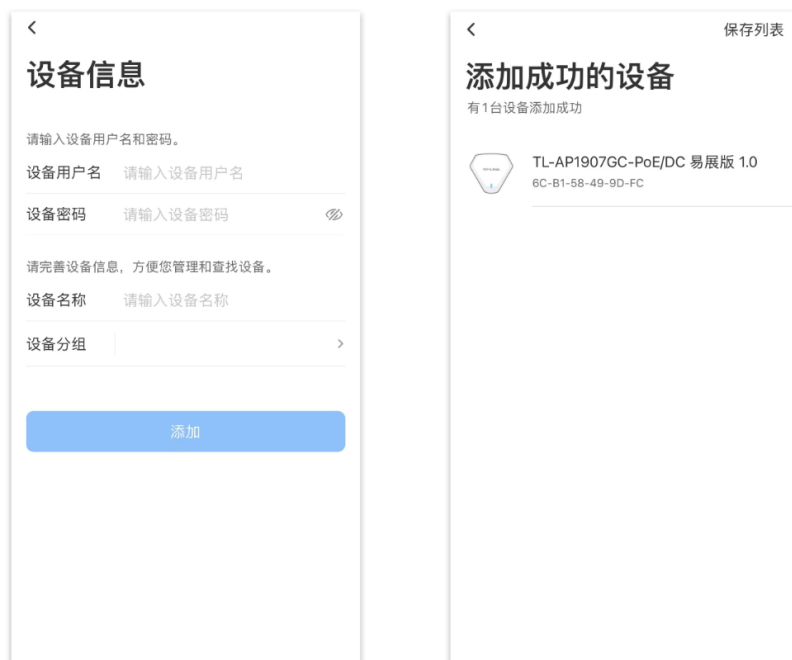 设备信息
请输入设备用户名和密码。
设备用户名 请输入设备用户名
设备密码 请输入设备密码
请完善设备信息，方便您管理和查找设备。
设备名称 请输入设备名称
设备分组
添加
保存列表
添加成功的设备
有1台设备添加成功
TL-AP1907GC-PoE/DC 易展版 1.0
6C-B1-58-49-9D-FC